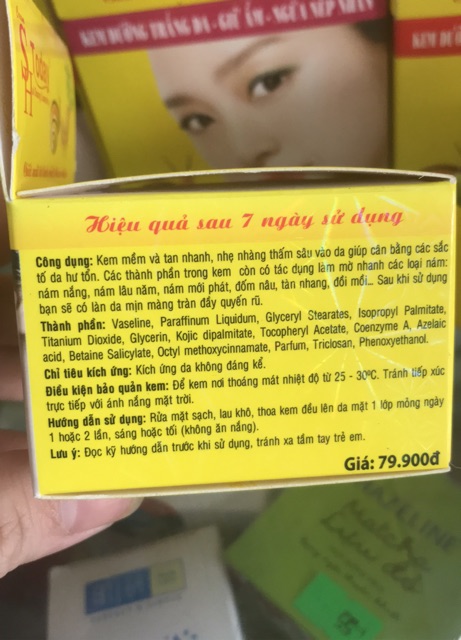 KEM DƯỠNG TRẮNG DA - GIỮ ẨM - NGỪA NẾP NHĂN
KEM DƯ
Today
Hiệu quả sau 7 ngày sử dụng
Công dụng: Kem mềm và tan nhanh, nhẹ nhàng thấm sâu vào da giúp cân bằng các sắc
tố da hư tổn. Các thành phần trong kem còn có tác dụng làm mờ nhanh các loại nám:
nám nắng, nám lâu năm, nám mới phát, đốm nâu, tàn nhang, đồi mồi... Sau khi sử dụng
bạn sẽ có làn da mịn màng tràn đầy quyến rũ.
Thành phần: Vaseline, Paraffinum Liquidum, Glyceryl Stearates, Isopropyl Palmitate,
Titanium Dioxide, Glycerin, Kojic dipalmitate, Tocopheryl Acetate, Coenzyme A, Azelaic
acid, Betaine Salicylate, Octyl methoxycinnamate, Parfum, Triclosan, Phenoxyethanol.
Chỉ tiêu kích ứng: Kích ứng da không đáng kể.
Điều kiện bảo quản kem: Để kem nơi thoáng mát nhiệt độ từ 25 - 30ºC. Tránh tiếp xúc
trực tiếp với ánh nắng mặt trời.
Hướng dẫn sử dụng: Rửa mặt sạch, lau khô, thoa kem đều lên da mặt 1 lớp mỏng ngày
1 hoặc 2 lần, sáng hoặc tối (không ăn nắng).
Lưu ý: Đọc kỹ hướng dẫn trước khi sử dụng, tránh xa tầm tay trẻ em.
Giá: 79.900đ
HAZELINE
Matcha
Lựu đỏ